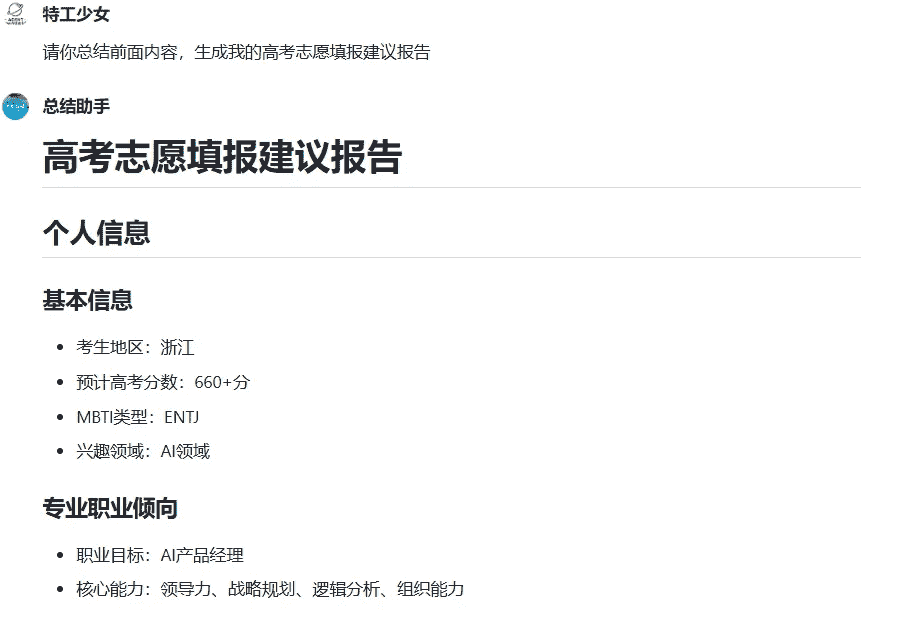 特工少女
请你总结前面内容，生成我的高考志愿填报建议报告
总结助手
高考志愿填报建议报告
个人信息
基本信息
考生地区：浙江
预计高考分数：660+分
MBTI类型：ENTJ
兴趣领域：AI领域
专业职业倾向
职业目标：AI产品经理
核心能力：领导力、战略规划、逻辑分析、组织能力